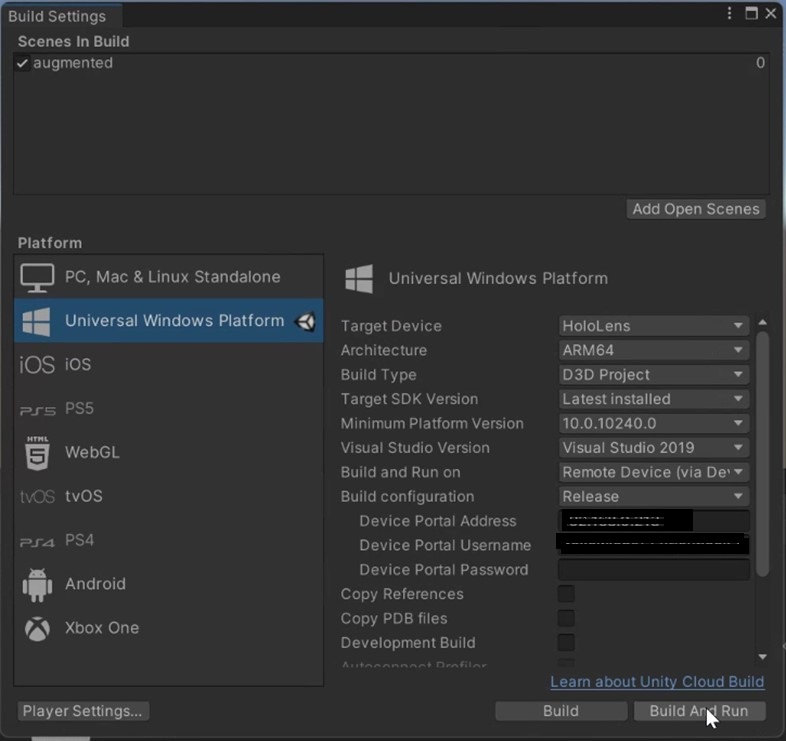 Build Settings
Scenes In Build
augmented 0
Add Open Scenes
Platform
PC, Mac & Linux Standalone
Universal Windows Platform
iOS iOS
PS5 PS5
HTML 5 WebGL
tvOS tvOS
PS4 PS4
Android
Xbox One
Universal Windows Platform
Target Device HoloLens
Architecture ARM64
Build Type D3D Project
Target SDK Version Latest installed
Minimum Platform Version 10.0.10240.0
Visual Studio Version Visual Studio 2019
Build and Run on Remote Device (via Dev
Build configuration Release
Device Portal Address
Device Portal Username
Device Portal Password
Copy References
Copy PDB files
Development Build
Autoconnect Profiler
Learn about Unity Cloud Build
Player Settings...
Build
Build And Run